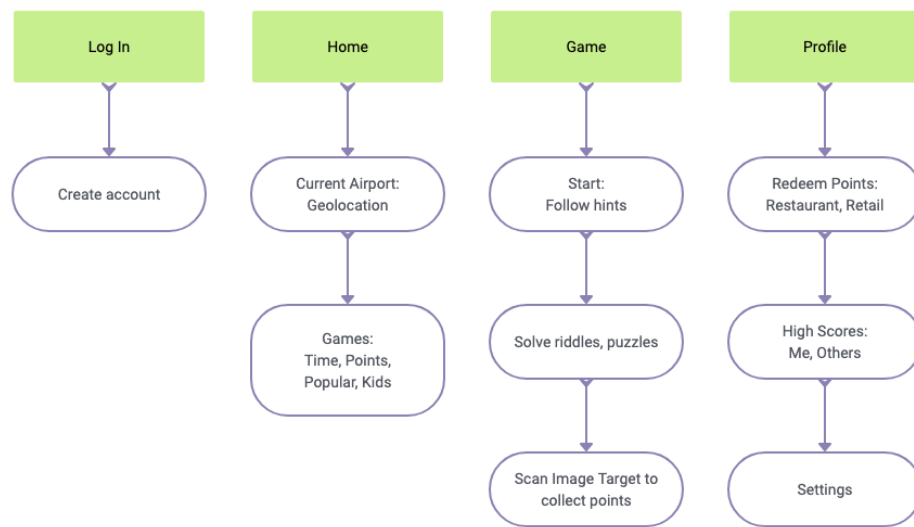 Log In
Create account
Home
Current Airport:
Geolocation
Games:
Time, Points,
Popular, Kids
Game
Start:
Follow hints
Solve riddles, puzzles
Scan Image Target to
collect points
Profile
Redeem Points:
Restaurant, Retail
High Scores:
Me, Others
Settings